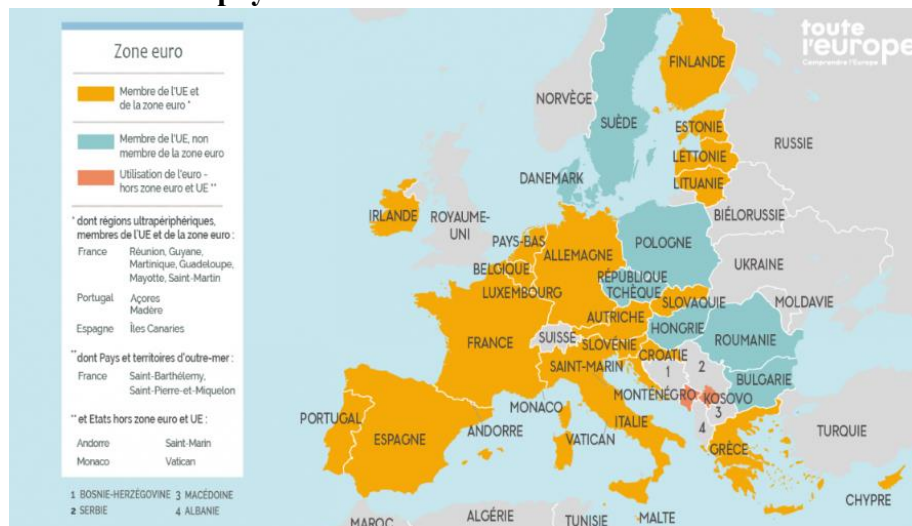 pay
Zone euro
Membre de l'UE et
de la zone euro *
Membre de l'UE, non
membre de la zone euro
Utilisation de l'euro -
hors zone euro et UE **
* dont régions ultrapériphériques,
membres de l'UE et de la zone euro :
France Réunion, Guyane,
Martinique, Guadeloupe,
Mayotte, Saint-Martin
Portugal Açores
Madère
Espagne Îles Canaries
** dont Pays et territoires d'outre-mer :
France Saint-Barthélemy,
Saint-Pierre-et-Miquelon
** et Etats hors zone euro et UE :
Andorre Saint-Marin
Monaco Vatican
1 BOSNIE-HERZÉGOVINE 3 MACÉDOINE
2 SERBIE 4 ALBANIE
toute
l'europe
Comprendre l'Europe
FINLANDE
NORVÈGE
SUÈDE
ESTONIE
RUSSIE
LETTONIE
DANEMARK
LITUANIE
IRLANDE
ROYAUME-
UNI
BIÉLORUSSIE
PAYS-BAS
ALLEMAGNE
POLOGNE
BELGIQUE
UKRAINE
RÉPUBLIQUE
TCHÈQUE
LUXEMBOURG
SLOVAQUIE
MOLDAVIE
AUTRICHE
HONGRIE
FRANCE
SUISSE
SLOVÉNIE
ROUMANIE
CROATIE
1
2
SAINT-MARIN
BULGARIE
MONTÉNÉGRO
KOSOVO
3
4
MONACO
ITALIE
PORTUGAL
ESPAGNE
ANDORRE
VATICAN
GRÈCE
TURQUIE
CHYPRE
MAROC
ALGÉRIE
TUNISIE
MALTE